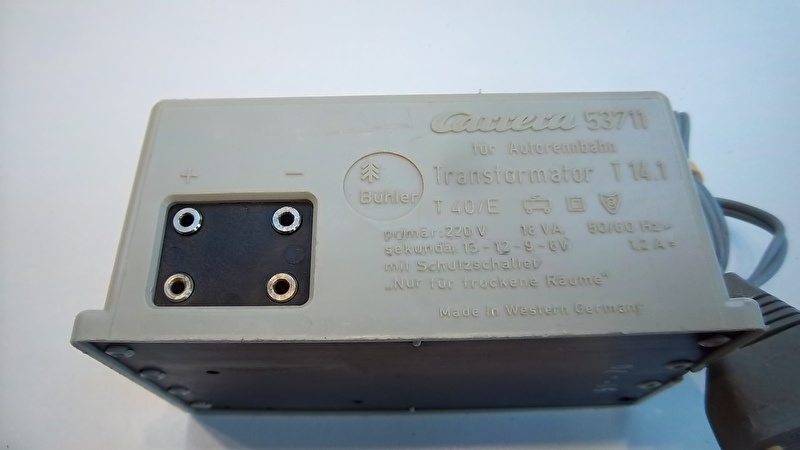 Carrera 53711
für Autorennbahn
Transformator T 14.1
+ -
Bühler
T 40/E
primär: 220 V 18 VA. 50/60 Hz~
sekundär 13.-12-9-6V 1,2 A=
mit Schutzschalter
„Nur für trockene Räume"
Made in Western Germany